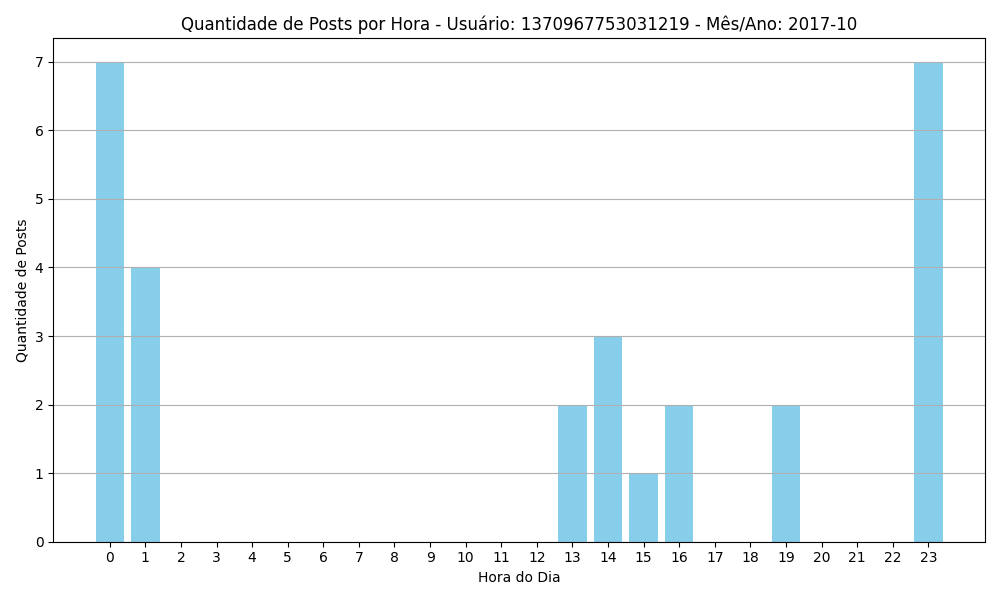 Quantidade de Posts por Hora - Usuário: 1370967753031219 - Mês/Ano: 2017-10
Quantidade de Posts
7
6
5
4
3
2
1
0
0 1 2 3 4 5 6 7 8 9 10 11 12 13 14 15 16 17 18 19 20 21 22 23
Hora do Dia